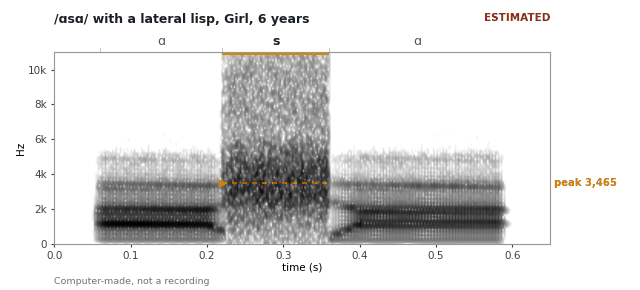 /ɑsɑ/ with a lateral lisp, Girl, 6 years
ESTIMATED
ɑ s ɑ
10k
8k
6k
4k
2k
0
Hz
peak 3,465
0.0 0.1 0.2 0.3 0.4 0.5 0.6
time (s)
Computer-made, not a recording